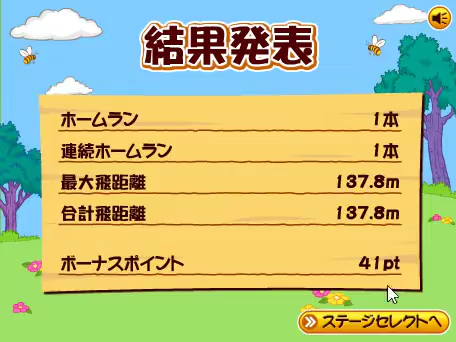 結果発表
ホームラン 1本
連続ホームラン 1本
最大飛距離 137.8m
合計飛距離 137.8m
ボーナスポイント 41pt
ステージセレクトへ